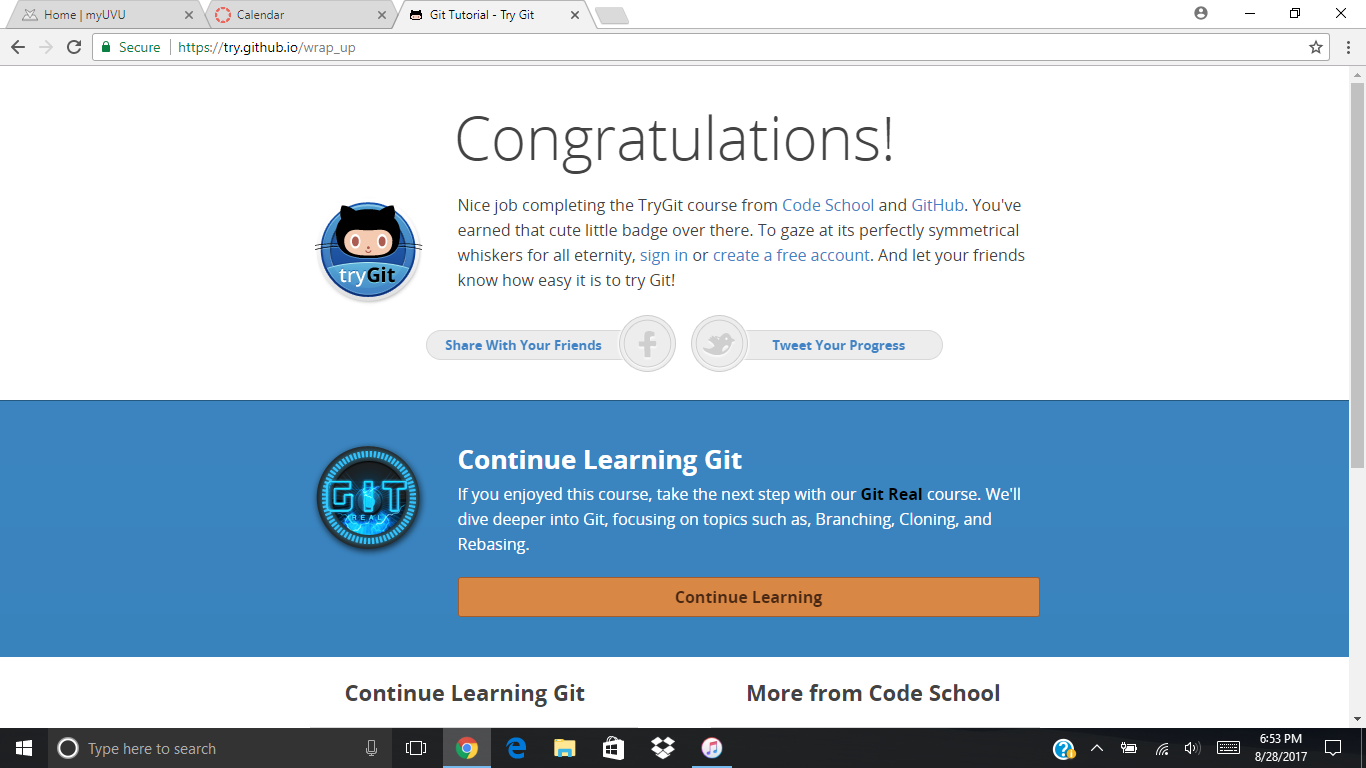 Home | myUVU
Calendar
Git Tutorial - Try Git
Secure
https://try.github.io/wrap_up
Congratulations!
Nice job completing the TryGit course from Code School and GitHub. You've
earned that cute little badge over there. To gaze at its perfectly symmetrical
whiskers for all eternity, sign in or create a free account. And let your friends
know how easy it is to try Git!
tryGit
Share With Your Friends
Tweet Your Progress
GIT
REAL
Continue Learning Git
If you enjoyed this course, take the next step with our Git Real course. We'll
dive deeper into Git, focusing on topics such as, Branching, Cloning, and
Rebasing.
Continue Learning
Continue Learning Git
More from Code School
Type here to search
6:53 PM
8/28/2017